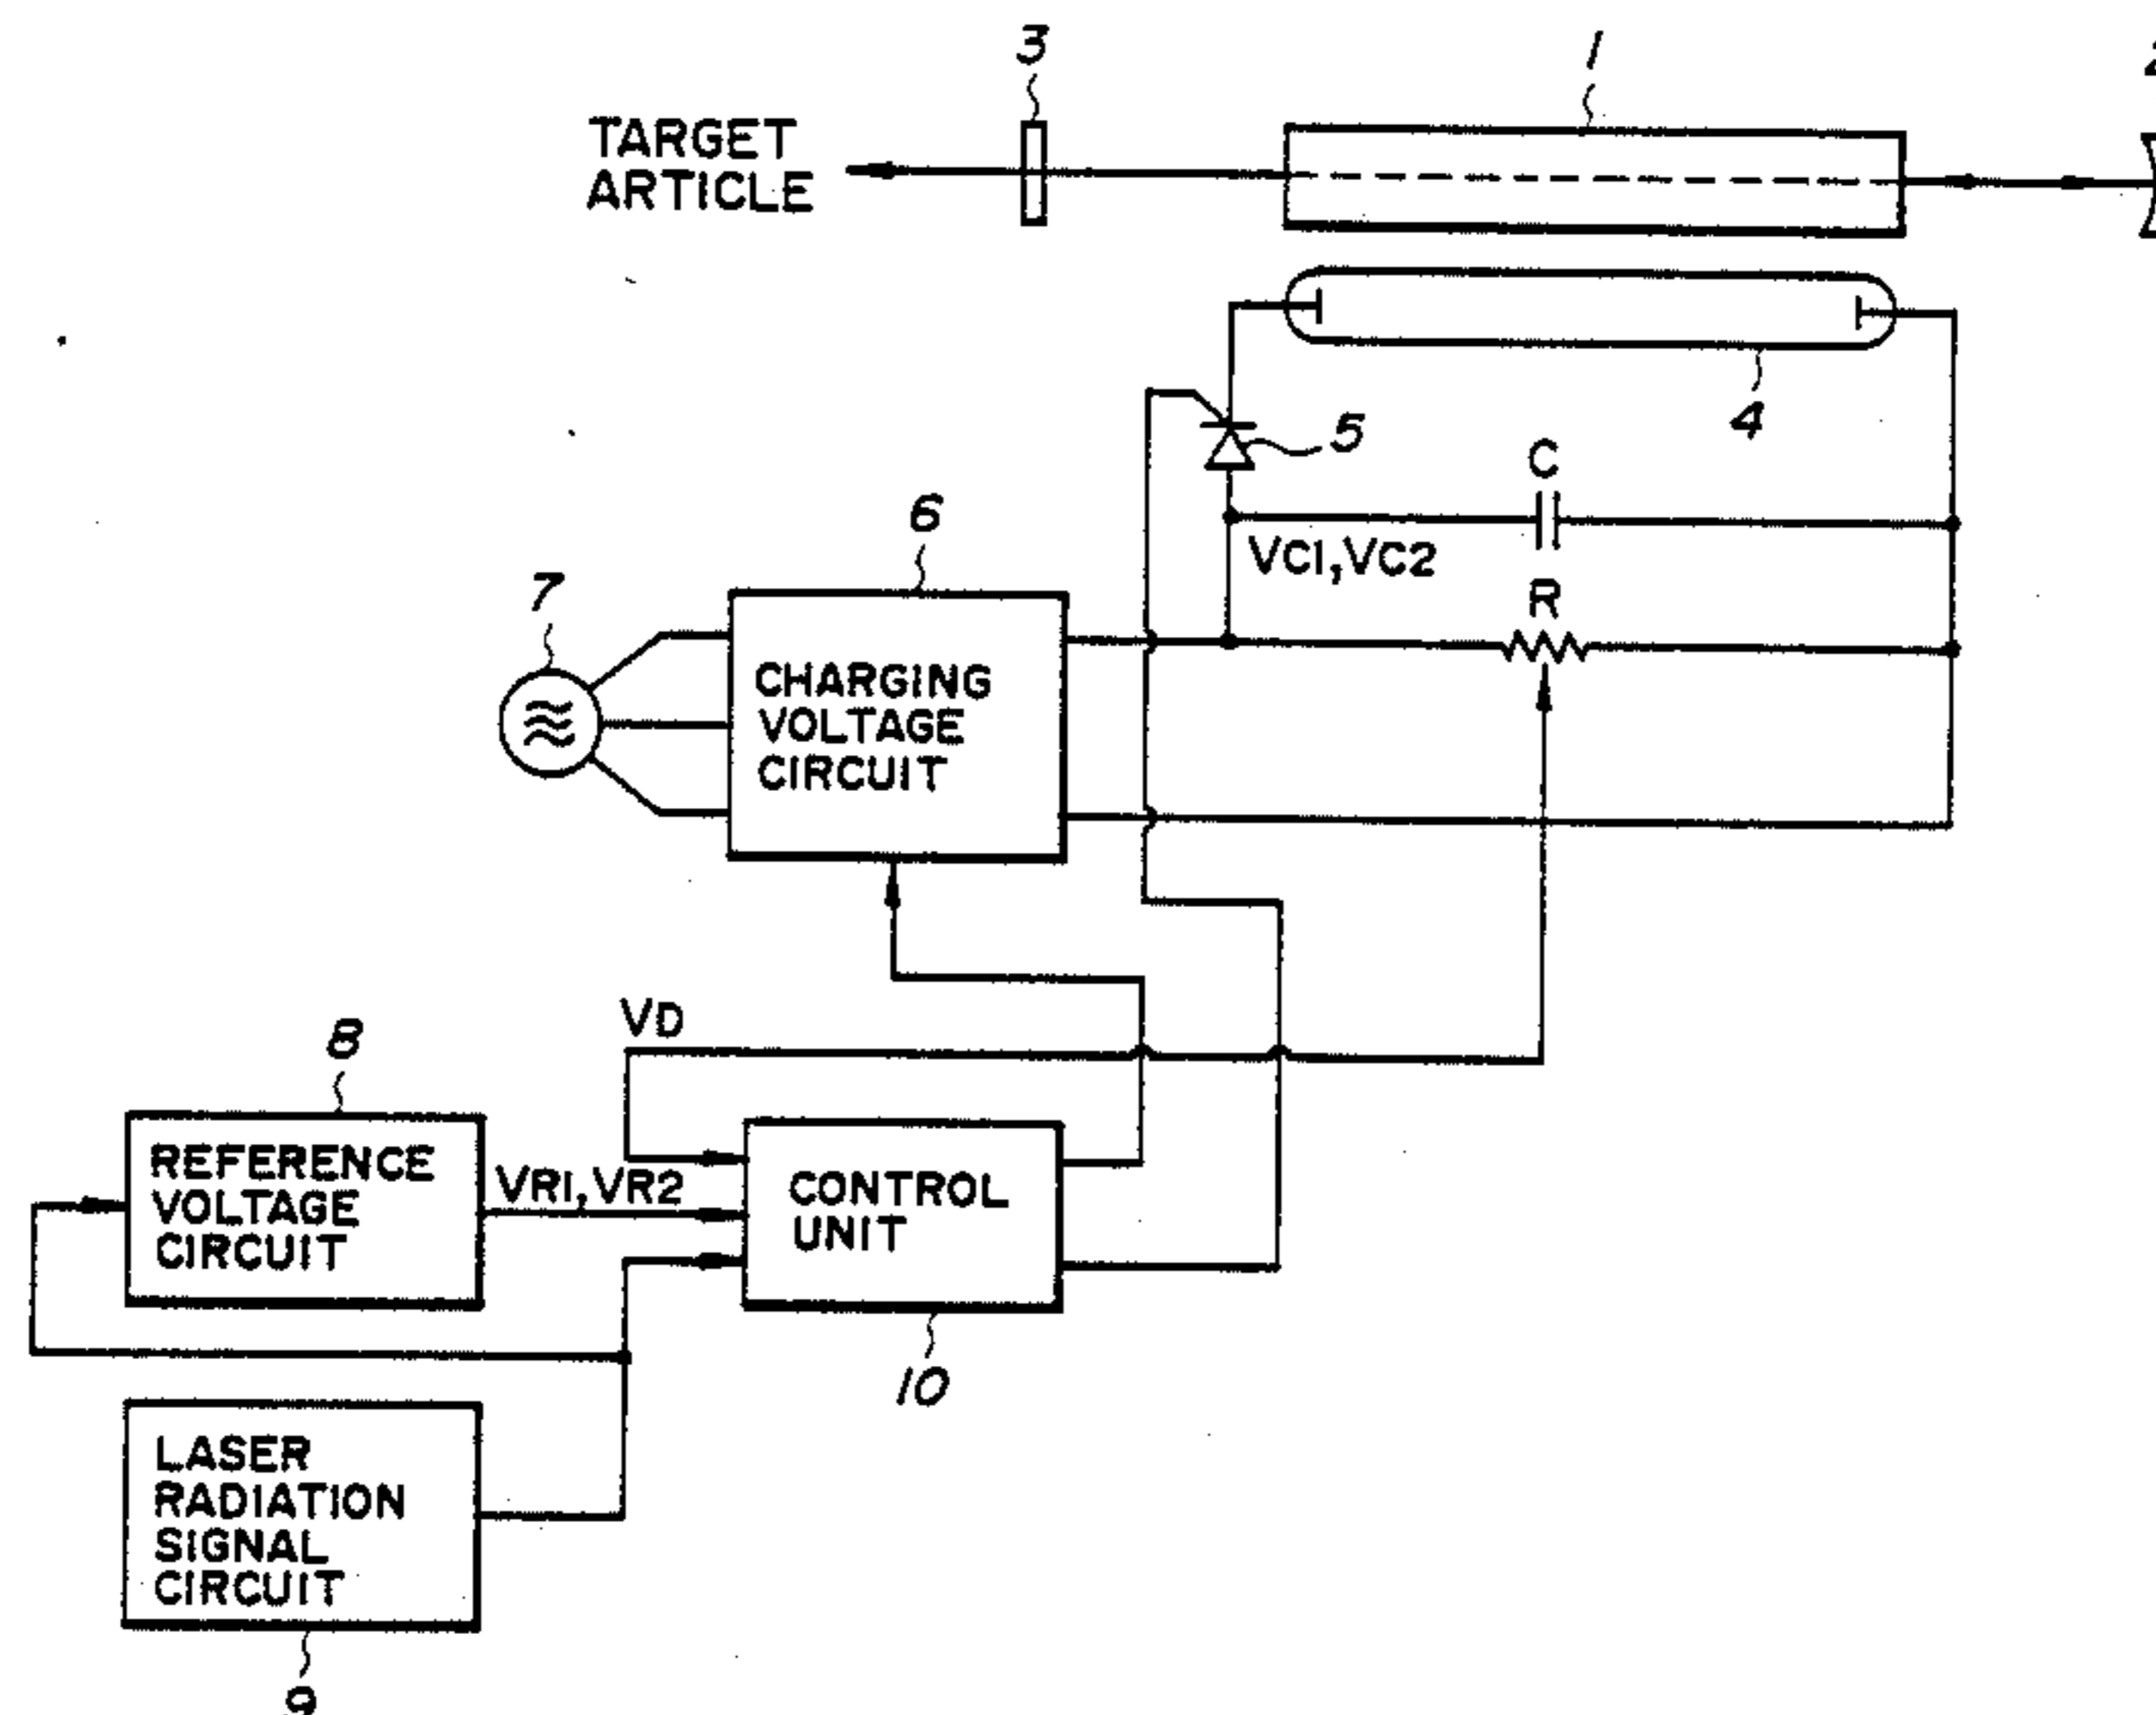 3
1
2
TARGET
ARTICLE
4
5
C
6
VC1,VC2
7
R
CHARGING
VOLTAGE
CIRCUIT
VD
8
REFERENCE
VOLTAGE
CIRCUIT
VR1,VR2
CONTROL
UNIT
10
LASER
RADIATION
SIGNAL
CIRCUIT
9